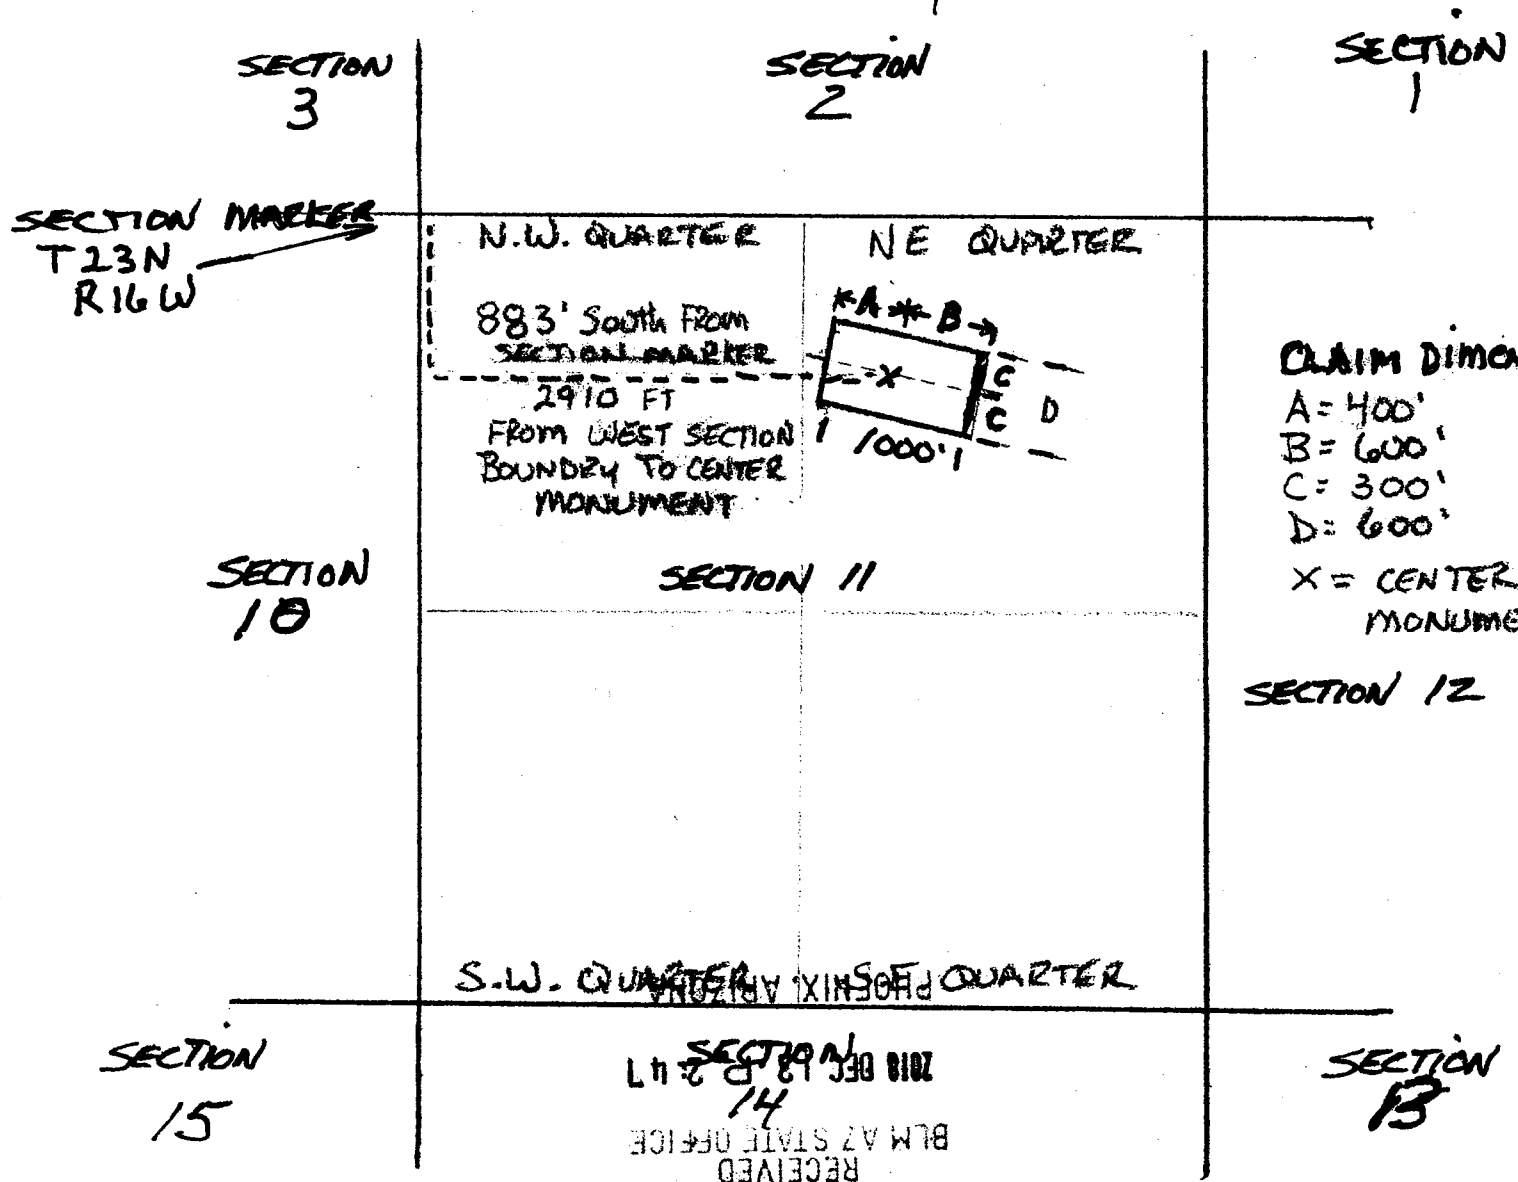 SECTION
3
SECTION
2
SECTION
1
SECTION MARKER
T23N
R16W
N.W. QUARTER
NE QUARTER
883' South From
SECTION MARKER
2910 FT
FROM WEST SECTION
BOUNDRY TO CENTER
MONUMENT
A B
X
C
C
D
1000'
CLAIM DIMEN
A = 400'
B = 600'
C = 300'
D = 600'
X = CENTER
MONUME
SECTION
10
SECTION 11
SECTION 12
S.W. QUARTER
S E QUARTER
PHOENIX, ARIZONA
SECTION
15
SECTION
14
SECTION
13
2018 DEC 13 P 2:47
BLM AZ STATE OFFICE
RECEIVED